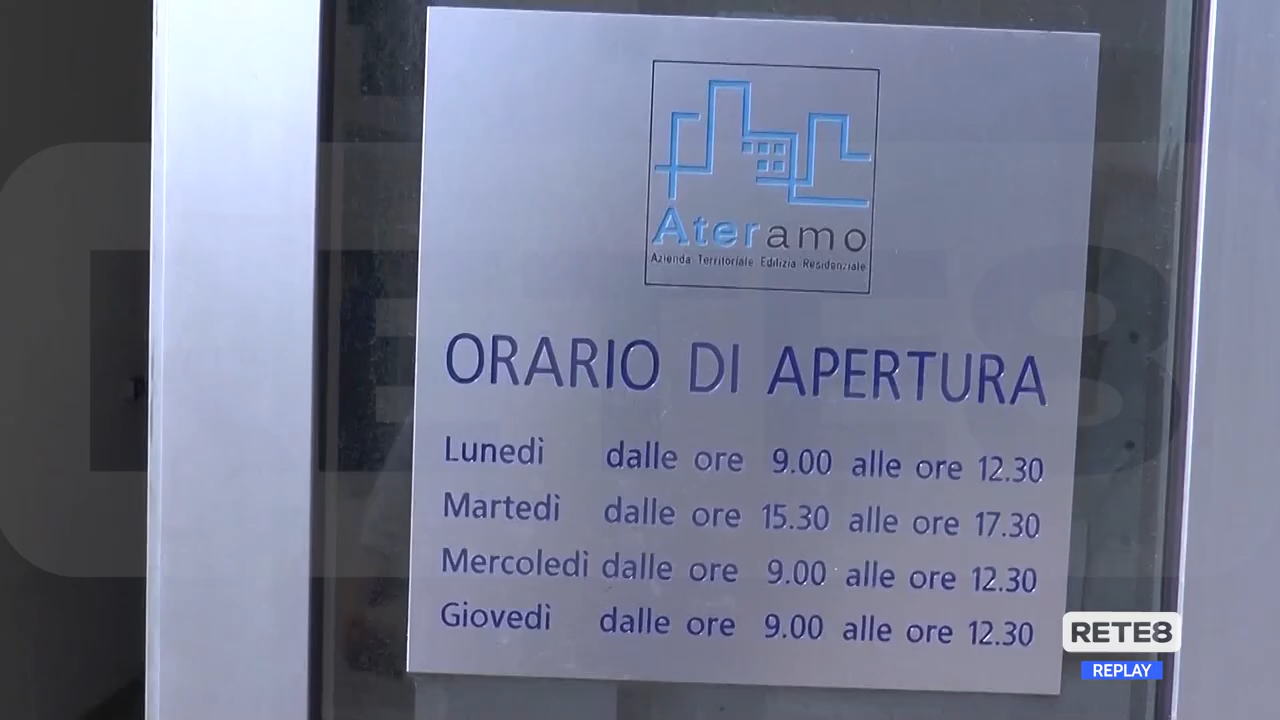 Ateramo
Azienda Territoriale Edilizia Residenziale
ORARIO DI APERTURA
Lunedì dalle ore 9.00 alle ore 12.30
Martedì dalle ore 15.30 alle ore 17.30
Mercoledì dalle ore 9.00 alle ore 12.30
Giovedì dalle ore 9.00 alle ore 12.30
RETE8
REPLAY
RETE8